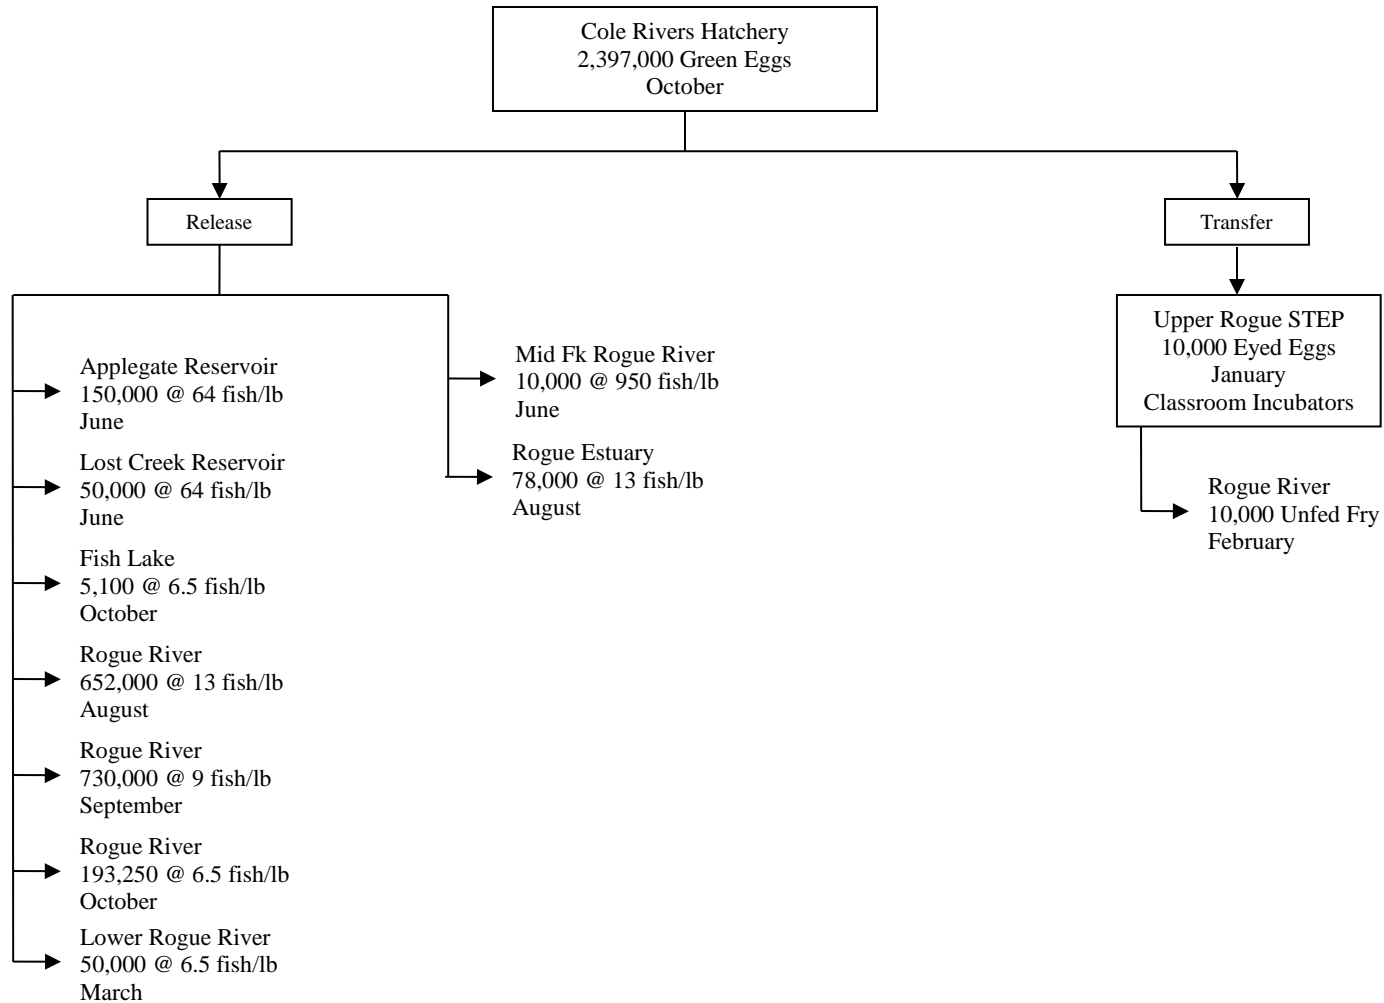 Cole Rivers Hatchery
2,397,000 Green Eggs
October
Release
Transfer
Applegate Reservoir
150,000 @ 64 fish/lb
June
Lost Creek Reservoir
50,000 @ 64 fish/lb
June
Fish Lake
5,100 @ 6.5 fish/lb
October
Rogue River
652,000 @ 13 fish/lb
August
Rogue River
730,000 @ 9 fish/lb
September
Rogue River
193,250 @ 6.5 fish/lb
October
Lower Rogue River
50,000 @ 6.5 fish/lb
March
Mid Fk Rogue River
10,000 @ 950 fish/lb
June
Rogue Estuary
78,000 @ 13 fish/lb
August
Upper Rogue STEP
10,000 Eyed Eggs
January
Classroom Incubators
Rogue River
10,000 Unfed Fry
February